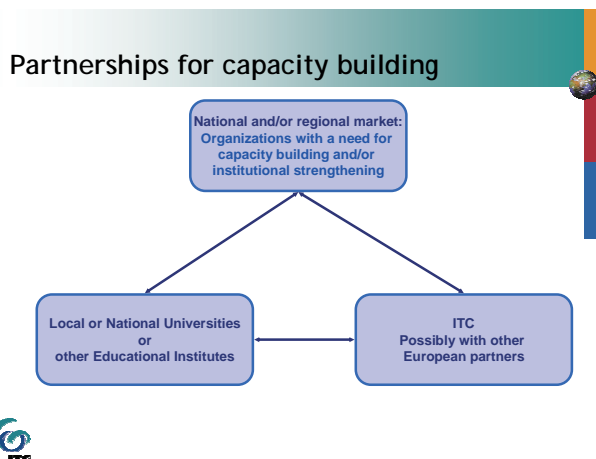 Partnerships for capacity building
National and/or regional market:
Organizations with a need for
capacity building and/or
institutional strengthening
Local or National Universities
or
other Educational Institutes
ITC
Possibly with other
European partners